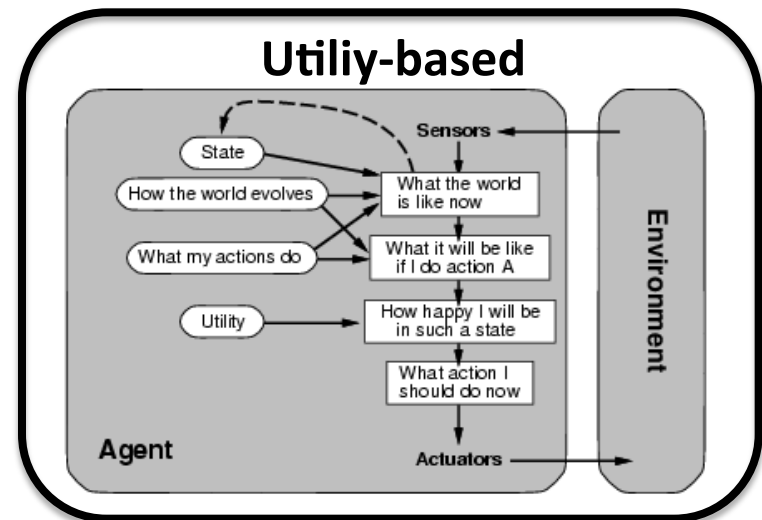 Utiliy-based
Sensors
State
What the world
is like now
How the world evolves
What my actions do
What it will be like
if I do action A
Utility
How happy I will be
in such a state
What action I
should do now
Agent
Actuators
Environment